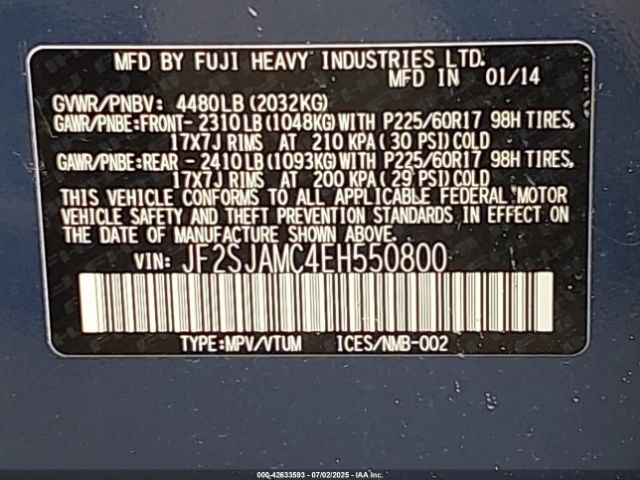 MFD BY FUJI HEAVY INDUSTRIES LTD.
MFD IN 01/14
GVWR/PNBV: 4480LB (2032KG)
GAWR/PNBE:FRONT- 2310LB (1048KG) WITH P225/60R17 98H TIRES,
17X7J RIMS AT 210 KPA (30 PSI) COLD
GAWR/PNBE:REAR - 2410LB (1093KG) WITH P225/60R17 98H TIRES,
17X7J RIMS AT 200 KPA (29 PSI) COLD
THIS VEHICLE CONFORMS TO ALL APPLICABLE FEDERAL MOTOR
VEHICLE SAFETY AND THEFT PREVENTION STANDARDS IN EFFECT ON
THE DATE OF MANUFACTURE SHOWN ABOVE.
VIN: JF2SJAMC4EH550800
TYPE:MPV/VTUM ICES/NMB-002
000-42633593 - 07/02/2025 - IAAI.COM